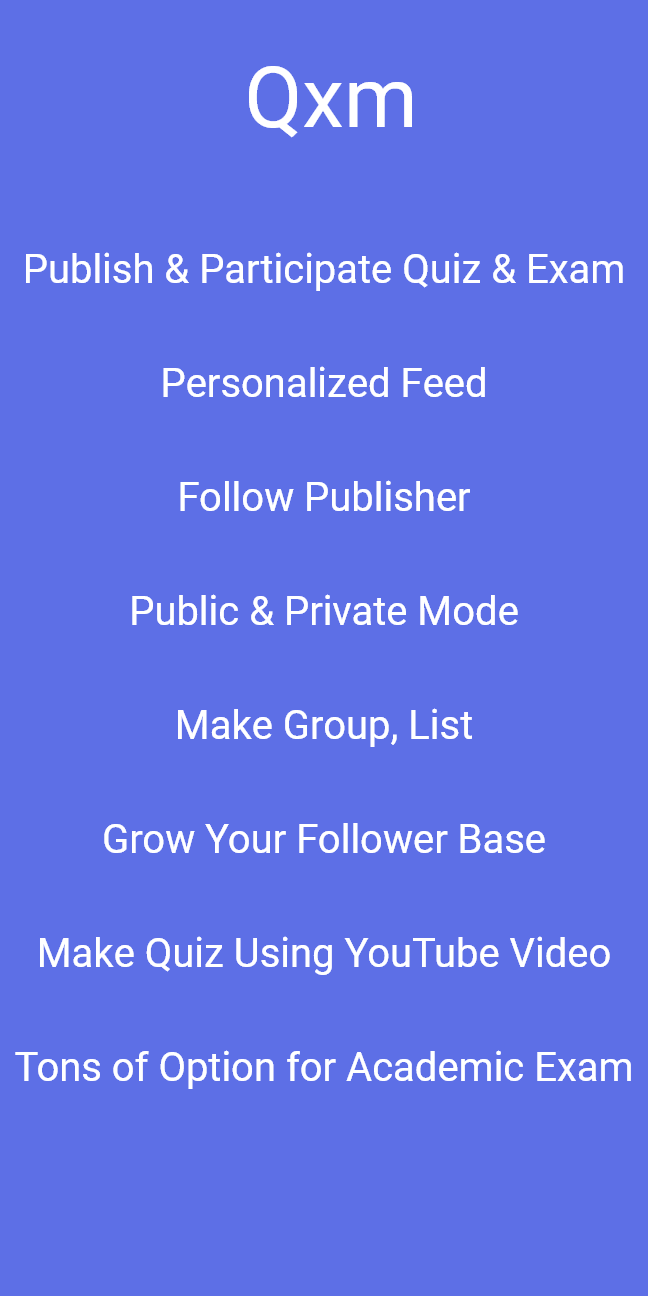 Qxm
Publish & Participate Quiz & Exam
Personalized Feed
Follow Publisher
Public & Private Mode
Make Group, List
Grow Your Follower Base
Make Quiz Using YouTube Video
Tons of Option for Academic Exam